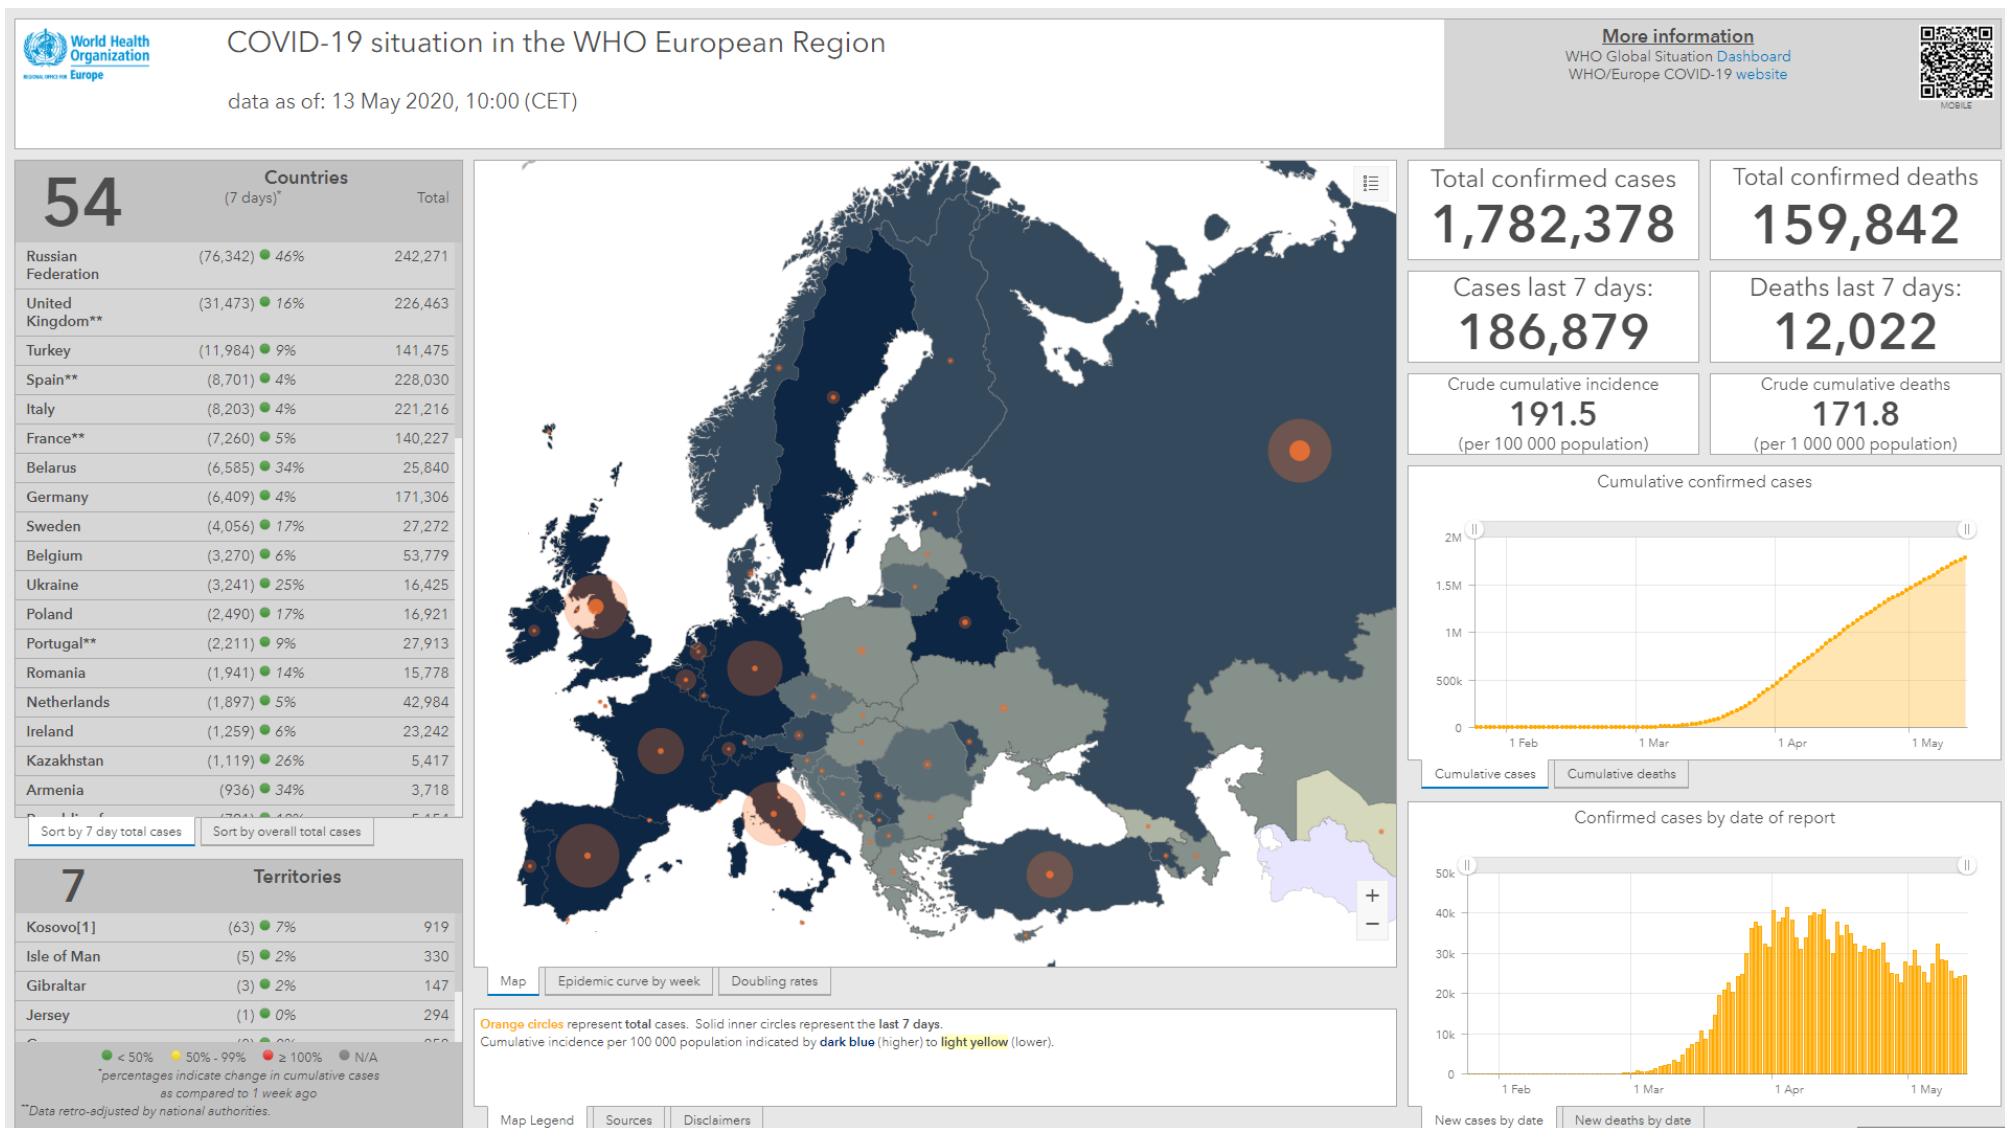 World Health
Organization
REGIONAL OFFICE FOR Europe
COVID-19 situation in the WHO European Region
data as of: 13 May 2020, 10:00 (CET)
More information
WHO Global Situation Dashboard
WHO/Europe COVID-19 website
MOBILE
54
Countries
(7 days)*
Total
Russian Federation (76,342) 46% 242,271
United Kingdom** (31,473) 16% 226,463
Turkey (11,984) 9% 141,475
Spain** (8,701) 4% 228,030
Italy (8,203) 4% 221,216
France** (7,260) 5% 140,227
Belarus (6,585) 34% 25,840
Germany (6,409) 4% 171,306
Sweden (4,056) 17% 27,272
Belgium (3,270) 6% 53,779
Ukraine (3,241) 25% 16,425
Poland (2,490) 17% 16,921
Portugal** (2,211) 9% 27,913
Romania (1,941) 14% 15,778
Netherlands (1,897) 5% 42,984
Ireland (1,259) 6% 23,242
Kazakhstan (1,119) 26% 5,417
Armenia (936) 34% 3,718
Sort by 7 day total cases
Sort by overall total cases
7
Territories
Kosovo[1] (63) 7% 919
Isle of Man (5) 2% 330
Gibraltar (3) 2% 147
Jersey (1) 0% 294
< 50% 50% - 99% ≥ 100% N/A
*percentages indicate change in cumulative cases
as compared to 1 week ago
**Data retro-adjusted by national authorities.
+
−
Map
Epidemic curve by week
Doubling rates
Orange circles represent total cases. Solid inner circles represent the last 7 days.
Cumulative incidence per 100 000 population indicated by dark blue (higher) to light yellow (lower).
Map Legend
Sources
Disclaimers
Total confirmed cases
1,782,378
Total confirmed deaths
159,842
Cases last 7 days:
186,879
Deaths last 7 days:
12,022
Crude cumulative incidence
191.5
(per 100 000 population)
Crude cumulative deaths
171.8
(per 1 000 000 population)
Cumulative confirmed cases
2M
1.5M
1M
500k
0
1 Feb
1 Mar
1 Apr
1 May
Cumulative cases
Cumulative deaths
Confirmed cases by date of report
50k
40k
30k
20k
10k
0
1 Feb
1 Mar
1 Apr
1 May
New cases by date
New deaths by date